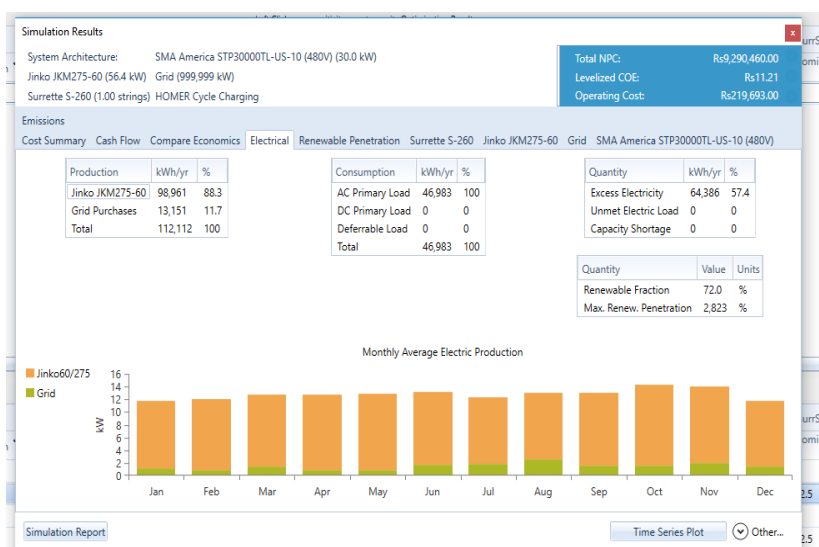 Simulation Results
x
System Architecture: SMA America STP30000TL-US-10 (480V) (30.0 kW)
Jinko JKM275-60 (56.4 kW) Grid (999,999 kW)
Surrette S-260 (1.00 strings) HOMER Cycle Charging
Total NPC: Rs9,290,460.00
Levelized COE: Rs11.21
Operating Cost: Rs219,693.00
Emissions
Cost Summary Cash Flow Compare Economics Electrical Renewable Penetration Surrette S-260 Jinko JKM275-60 Grid SMA America STP30000TL-US-10 (480V)
Production kWh/yr %
Jinko JKM275-60 98,961 88.3
Grid Purchases 13,151 11.7
Total 112,112 100
Consumption kWh/yr %
AC Primary Load 46,983 100
DC Primary Load 0 0
Deferrable Load 0 0
Total 46,983 100
Quantity kWh/yr %
Excess Electricity 64,386 57.4
Unmet Electric Load 0 0
Capacity Shortage 0 0
Quantity Value Units
Renewable Fraction 72.0 %
Max. Renew. Penetration 2,823 %
Monthly Average Electric Production
Jinko60/275
Grid
kW
16
14
12
10
8
6
4
2
0
Jan Feb Mar Apr May Jun Jul Aug Sep Oct Nov Dec
Simulation Report
Time Series Plot
Other...
2.5
2.5